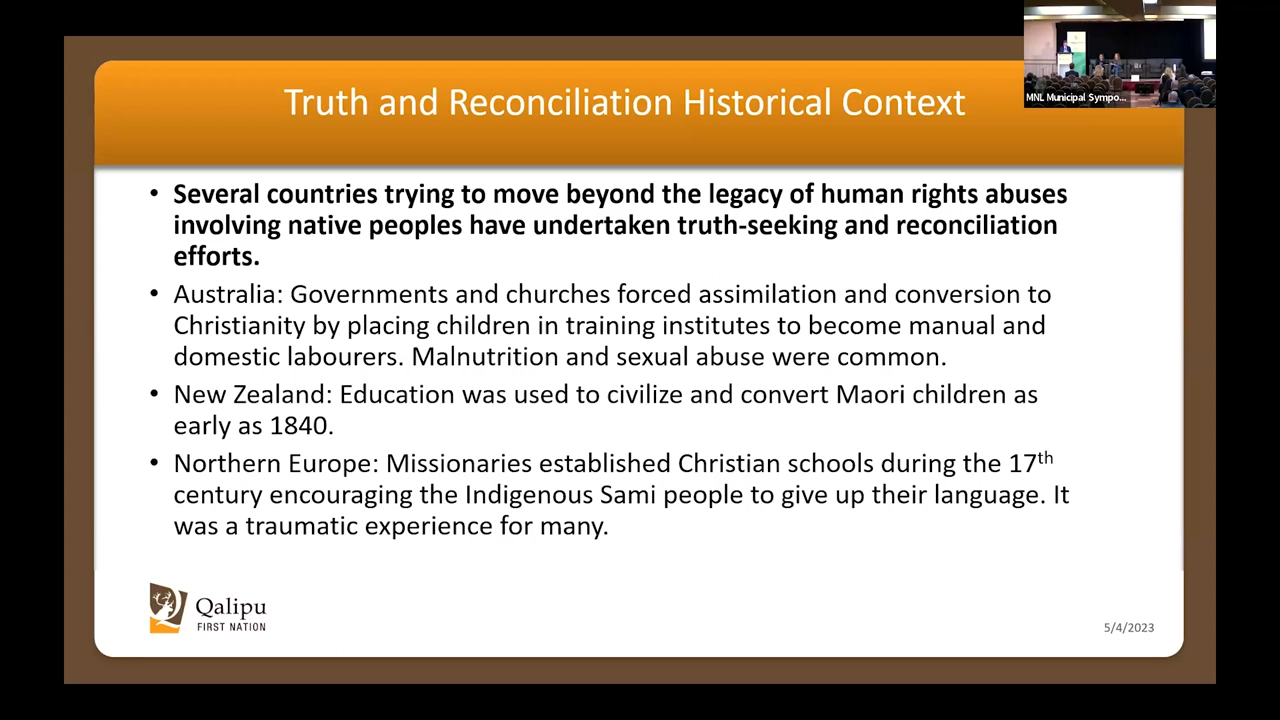 Truth and Reconciliation Historical Context
MNL Municipal Sympo...
• Several countries trying to move beyond the legacy of human rights abuses
involving native peoples have undertaken truth-seeking and reconciliation
efforts.
• Australia: Governments and churches forced assimilation and conversion to
Christianity by placing children in training institutes to become manual and
domestic labourers. Malnutrition and sexual abuse were common.
• New Zealand: Education was used to civilize and convert Maori children as
early as 1840.
• Northern Europe: Missionaries established Christian schools during the 17th
century encouraging the Indigenous Sami people to give up their language. It
was a traumatic experience for many.
Qalipu
FIRST NATION
5/4/2023